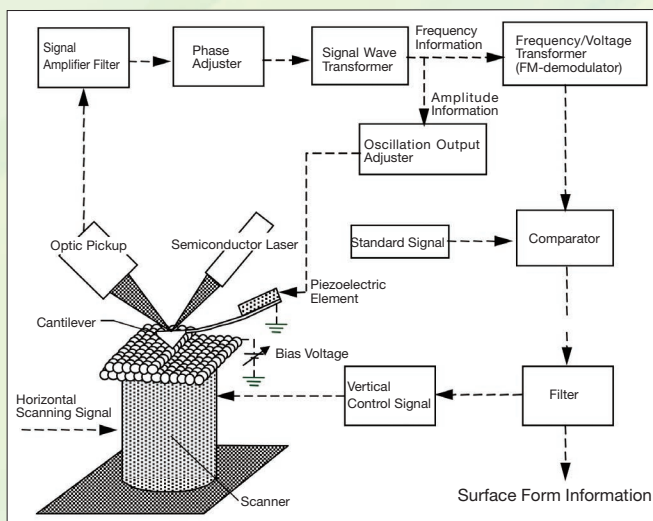 Signal
Amplifier Filter
Phase
Adjuster
Signal Wave
Transformer
Frequency
Information
Frequency/Voltage
Transformer
(FM-demodulator)
Amplitude
Information
Oscillation Output
Adjuster
Optic Pickup
Semiconductor Laser
Standard Signal
Comparator
Piezoelectric
Element
Cantilever
Bias Voltage
Horizontal
Scanning Signal
Vertical
Control Signal
Filter
Scanner
Surface Form Information